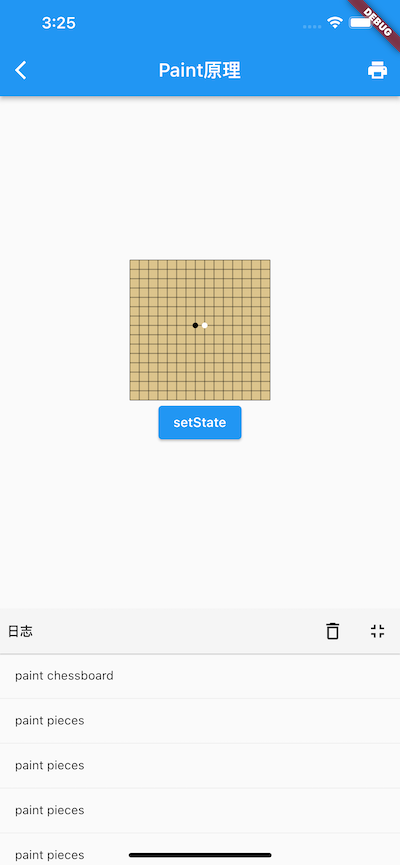 3:25
DEBUG
Paint原理
setState
日志
paint chessboard
paint pieces
paint pieces
paint pieces
paint pieces